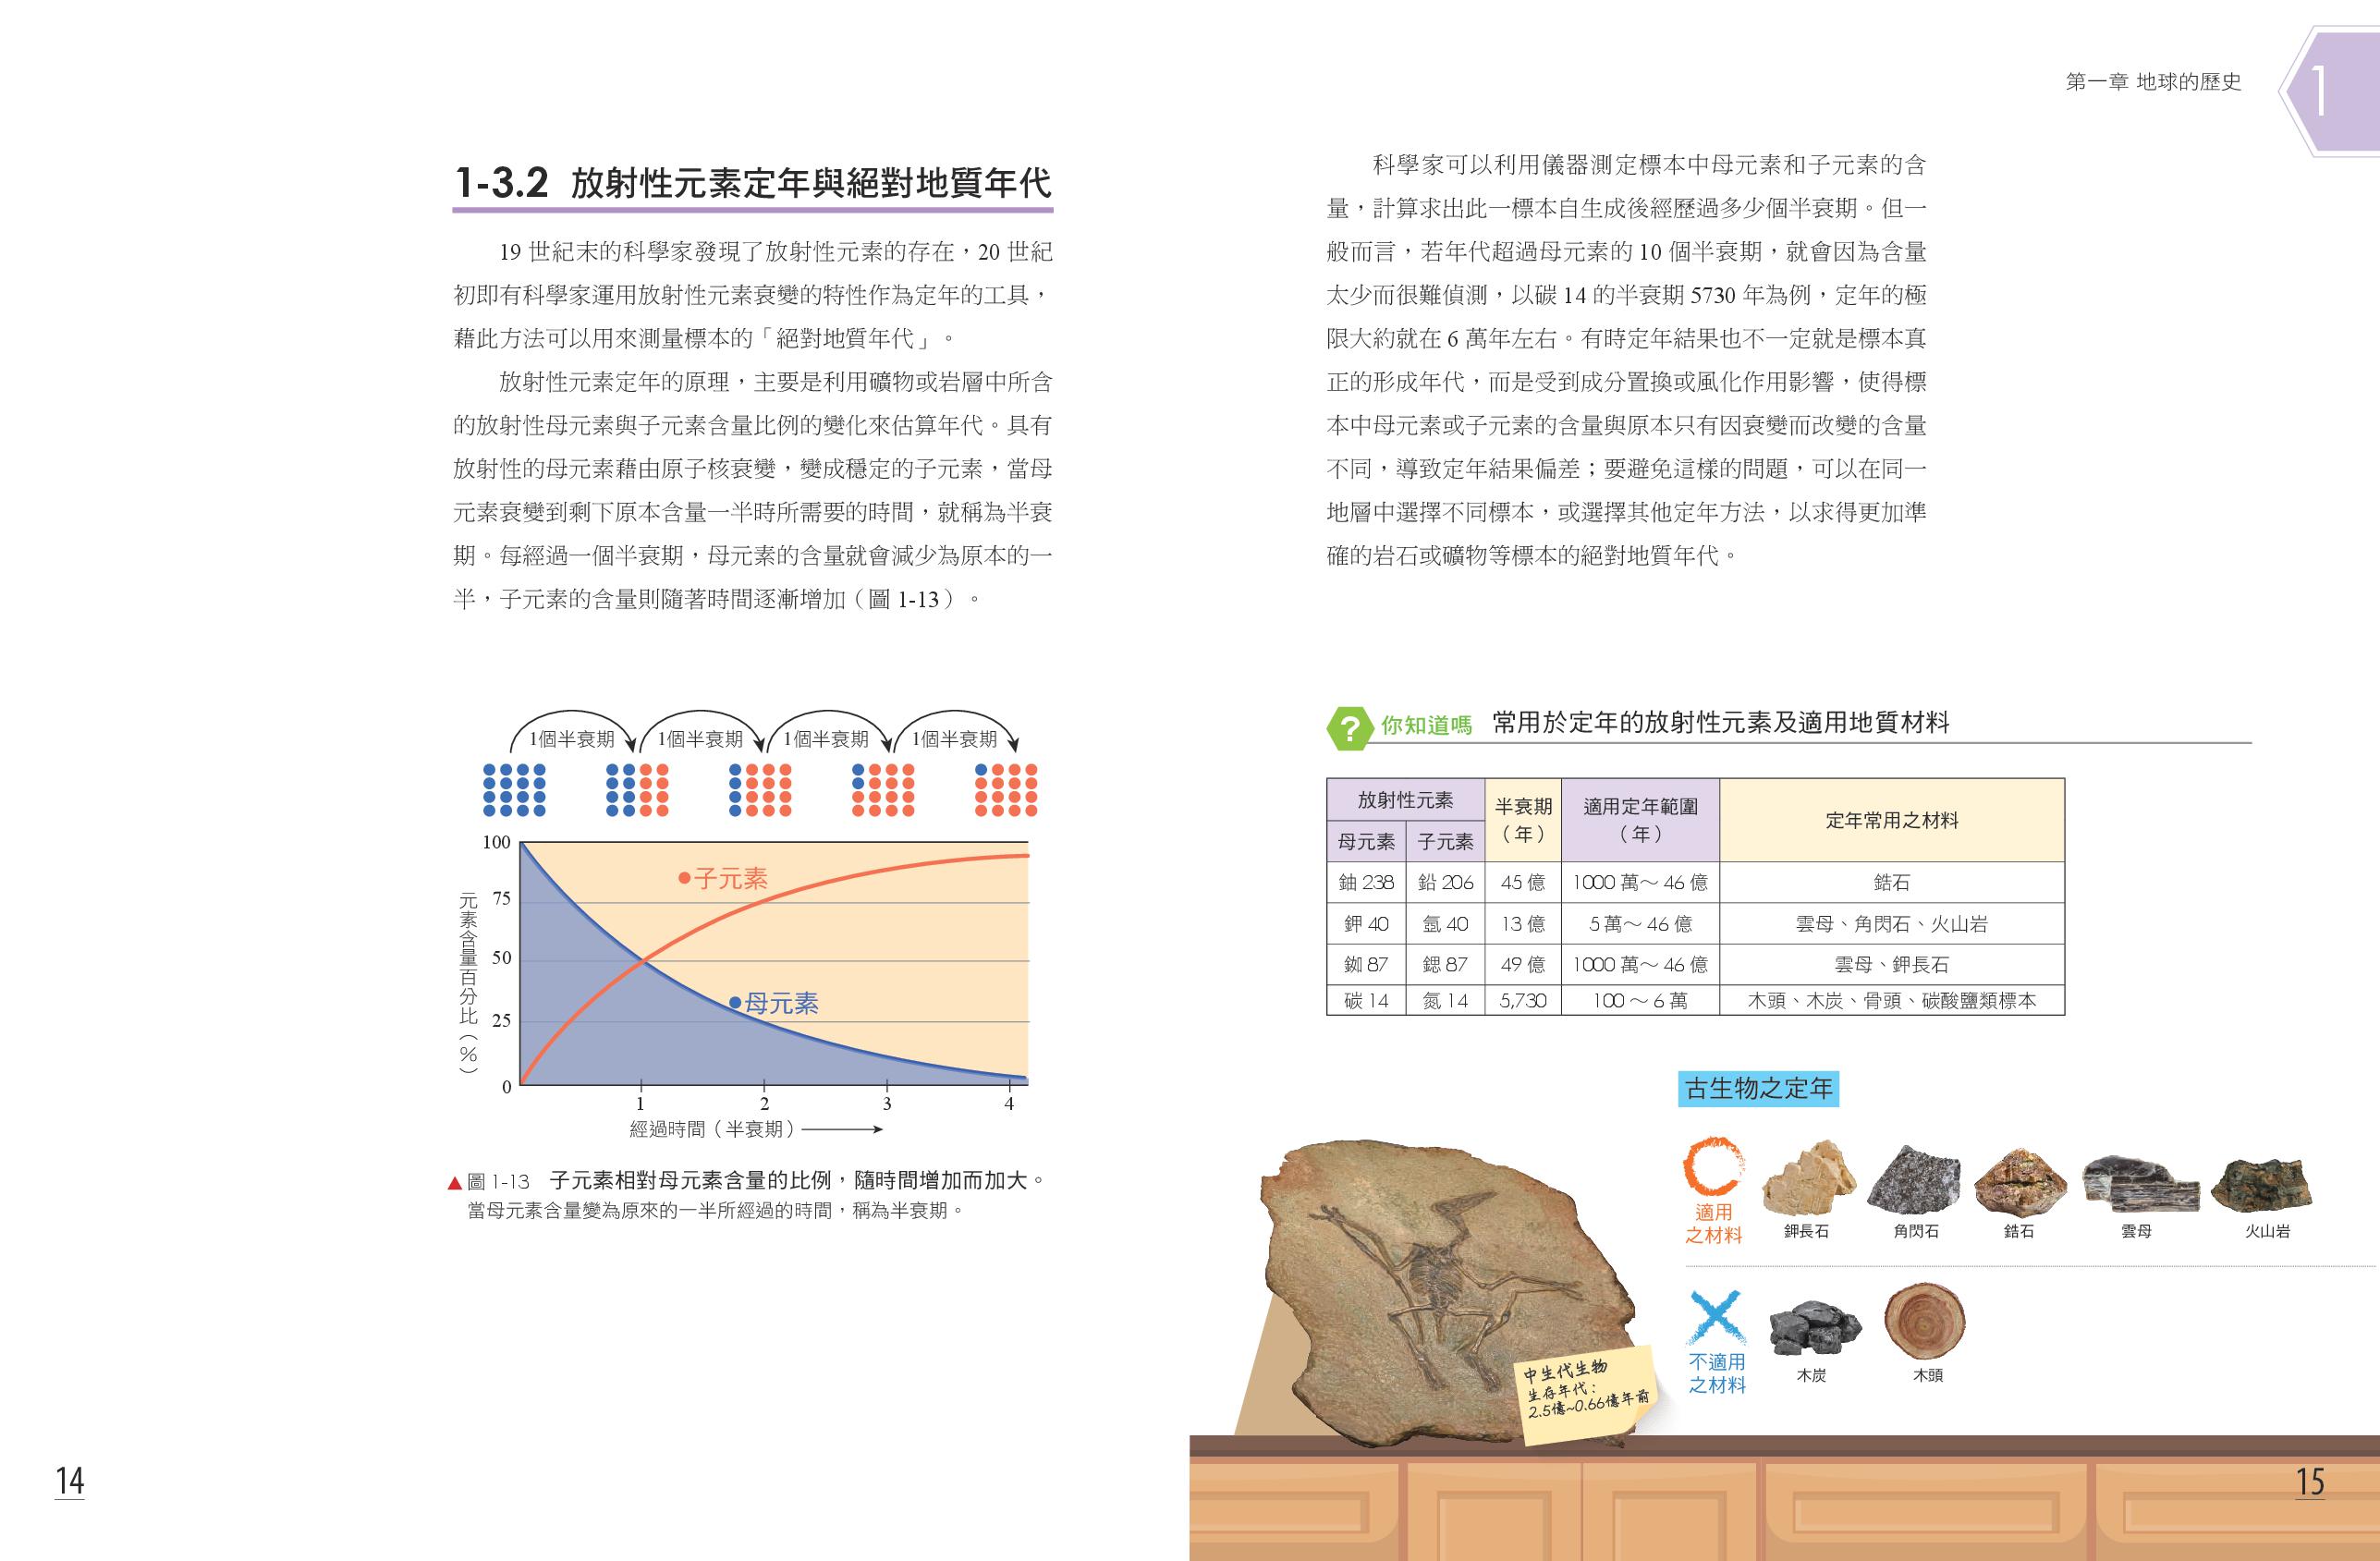 第一章 地球的歷史
1
1-3.2 放射性元素定年與絕對地質年代
19 世紀末的科學家發現了放射性元素的存在，20 世紀
初即有科學家運用放射性元素衰變的特性作為定年的工具，
藉此方法可以用來測量標本的「絕對地質年代」。
放射性元素定年的原理，主要是利用礦物或岩層中所含
的放射性母元素與子元素含量比例的變化來估算年代。具有
放射性的母元素藉由原子核衰變，變成穩定的子元素，當母
元素衰變到剩下原本含量一半時所需要的時間，就稱為半衰
期。每經過一個半衰期，母元素的含量就會減少為原本的一
半，子元素的含量則隨著時間逐漸增加（圖 1-13）。
1個半衰期 1個半衰期 1個半衰期 1個半衰期
元素含量百分比（%）
100
75
50
25
0
子元素
母元素
1 2 3 4
經過時間（半衰期）
▲圖 1-13 子元素相對母元素含量的比例，隨時間增加而加大。
當母元素含量變為原來的一半所經過的時間，稱為半衰期。
14
科學家可以利用儀器測定標本中母元素和子元素的含
量，計算求出此一標本自生成後經歷過多少個半衰期。但一
般而言，若年代超過母元素的 10 個半衰期，就會因為含量
太少而很難偵測，以碳 14 的半衰期 5730 年為例，定年的極
限大約就在 6 萬年左右。有時定年結果也不一定就是標本真
正的形成年代，而是受到成分置換或風化作用影響，使得標
本中母元素或子元素的含量與原本只有因衰變而改變的含量
不同，導致定年結果偏差；要避免這樣的問題，可以在同一
地層中選擇不同標本，或選擇其他定年方法，以求得更加準
確的岩石或礦物等標本的絕對地質年代。
? 你知道嗎 常用於定年的放射性元素及適用地質材料
放射性元素 半衰期（年） 適用定年範圍（年） 定年常用之材料
母元素 子元素
鈾 238 鉛 206 45 億 1000 萬～ 46 億 鋯石
鉀 40 氬 40 13 億 5 萬～ 46 億 雲母、角閃石、火山岩
銣 87 鍶 87 49 億 1000 萬～ 46 億 雲母、鉀長石
碳 14 氮 14 5,730 100 ～ 6 萬 木頭、木炭、骨頭、碳酸鹽類標本
古生物之定年
適用
之材料
鉀長石 角閃石 鋯石 雲母 火山岩
不適用
之材料
木炭 木頭
中生代生物
生存年代：
2.5億~0.66億年前
15